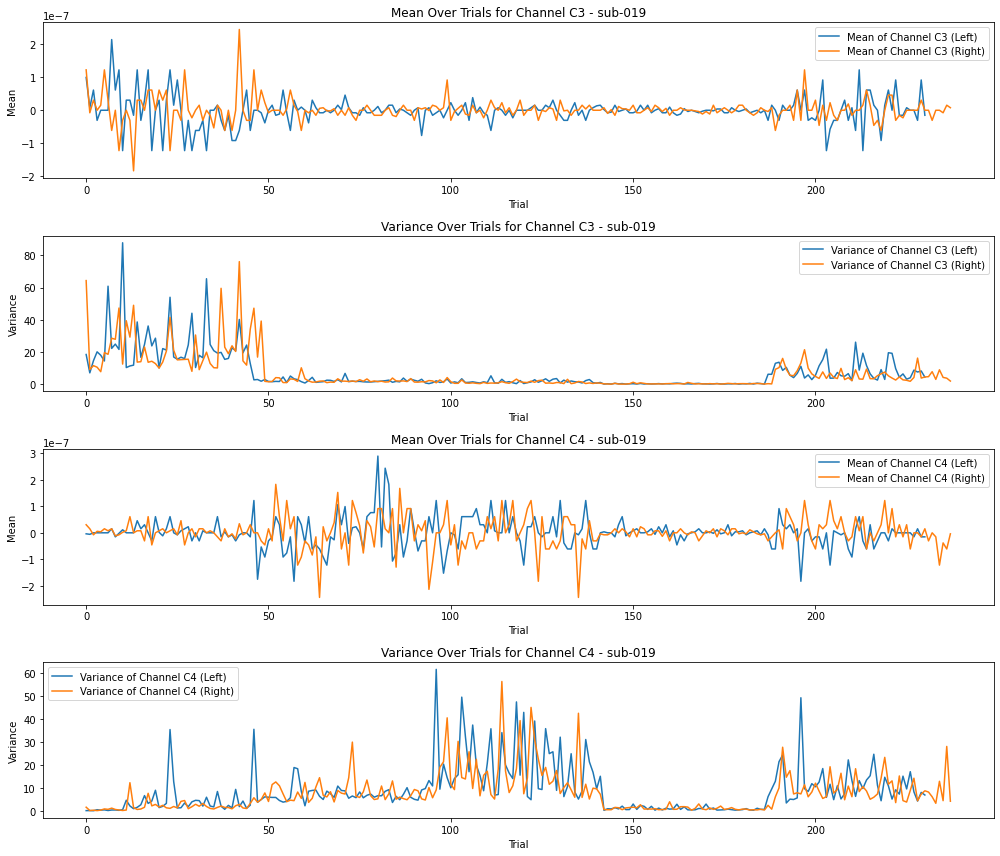 Mean Over Trials for Channel C3 - sub-019
1e−7
Mean of Channel C3 (Left)
Mean of Channel C3 (Right)
Mean
2
1
0
−1
−2
0 50 100 150 200
Trial
Variance Over Trials for Channel C3 - sub-019
Variance of Channel C3 (Left)
Variance of Channel C3 (Right)
Variance
80
60
40
20
0
0 50 100 150 200
Trial
Mean Over Trials for Channel C4 - sub-019
1e−7
Mean of Channel C4 (Left)
Mean of Channel C4 (Right)
Mean
3
2
1
0
−1
−2
0 50 100 150 200
Trial
Variance Over Trials for Channel C4 - sub-019
Variance of Channel C4 (Left)
Variance of Channel C4 (Right)
Variance
60
50
40
30
20
10
0
0 50 100 150 200
Trial